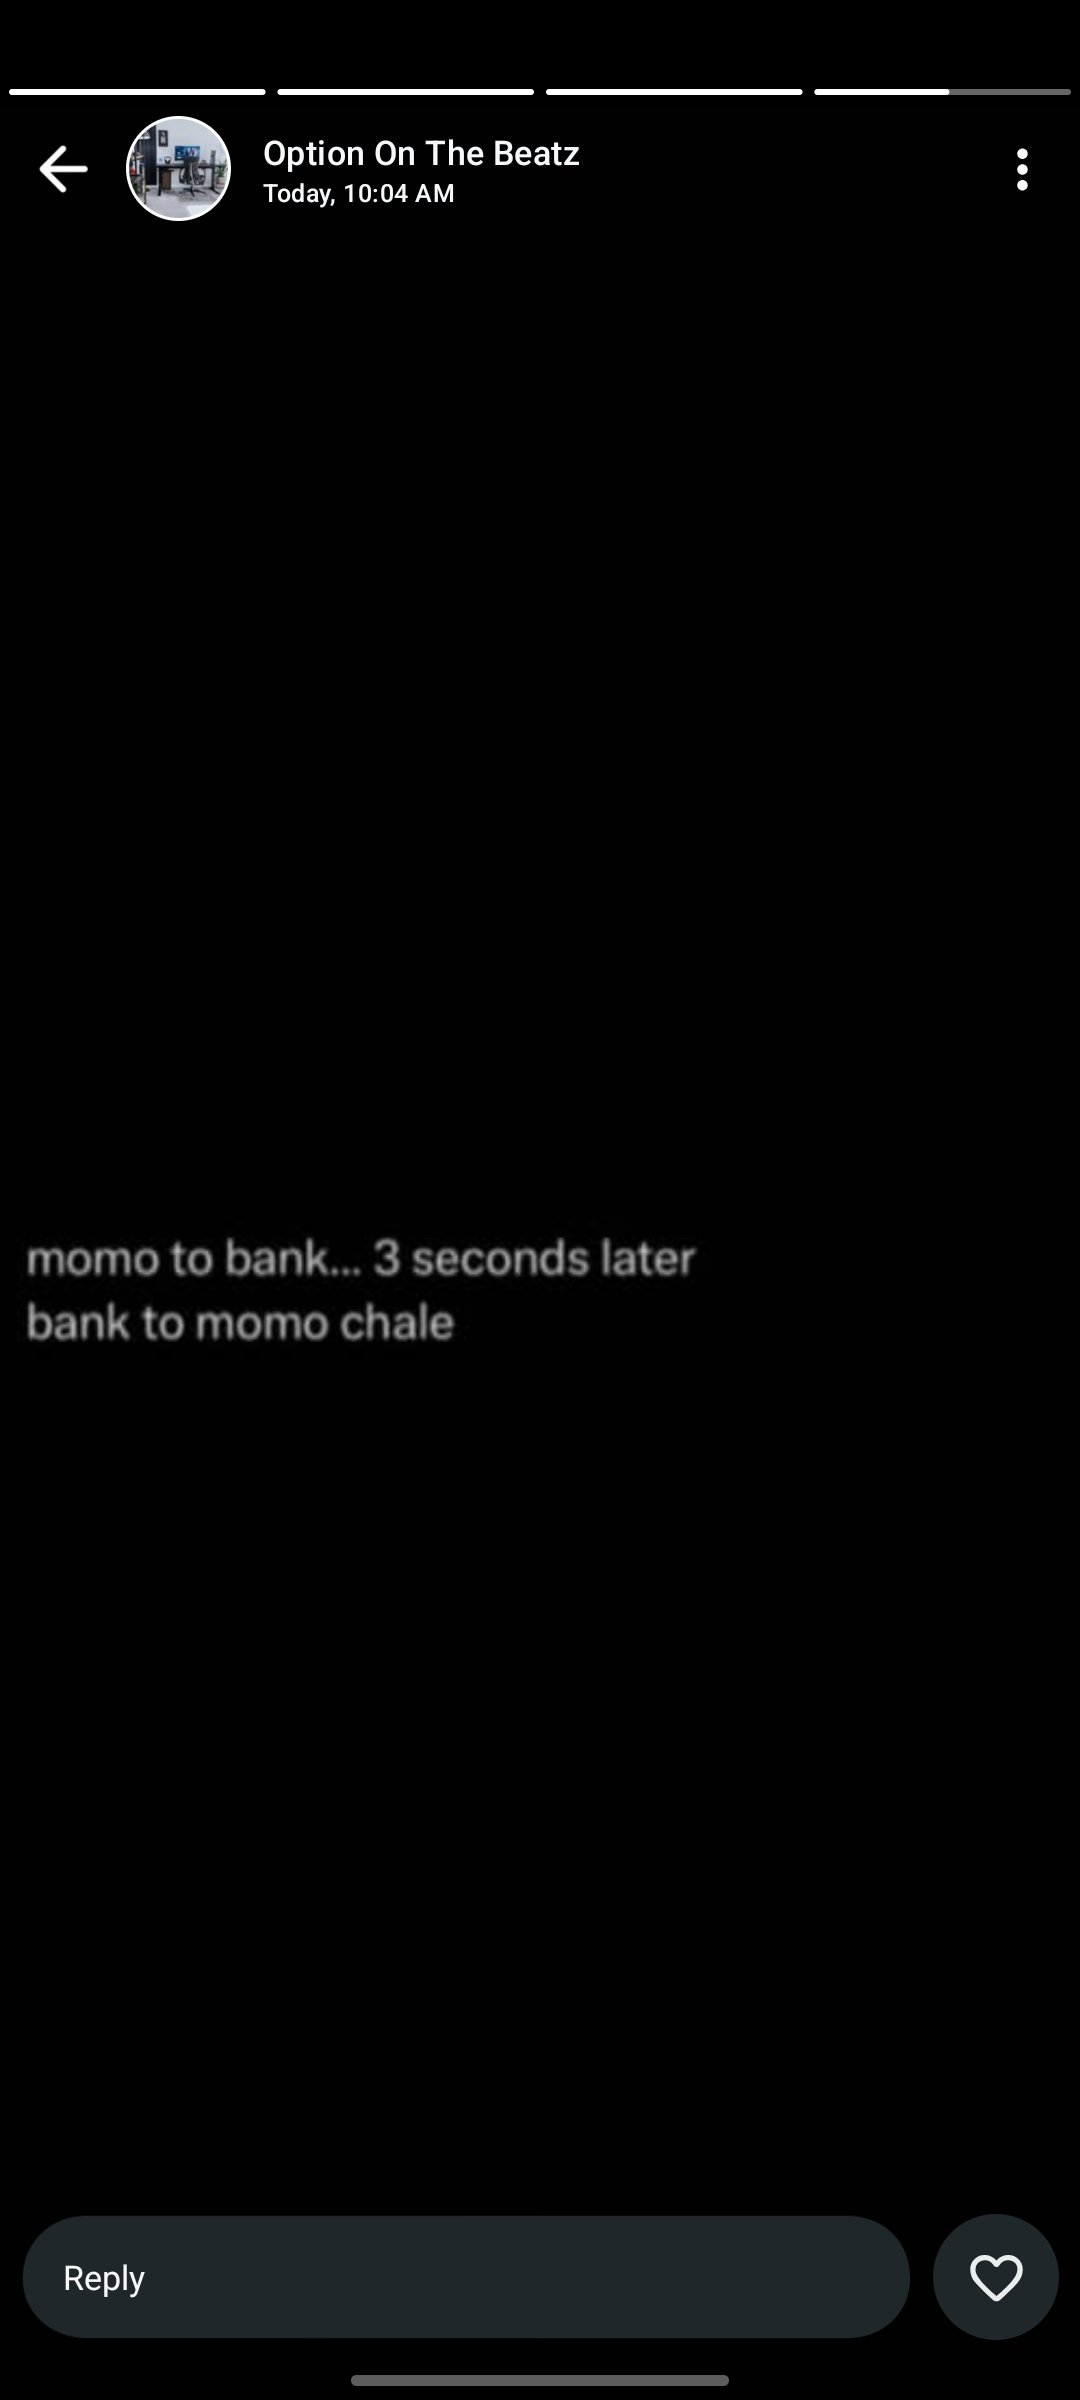 Option On The Beatz
Today, 10:04 AM
momo to bank... 3 seconds later
bank to momo chale
Reply